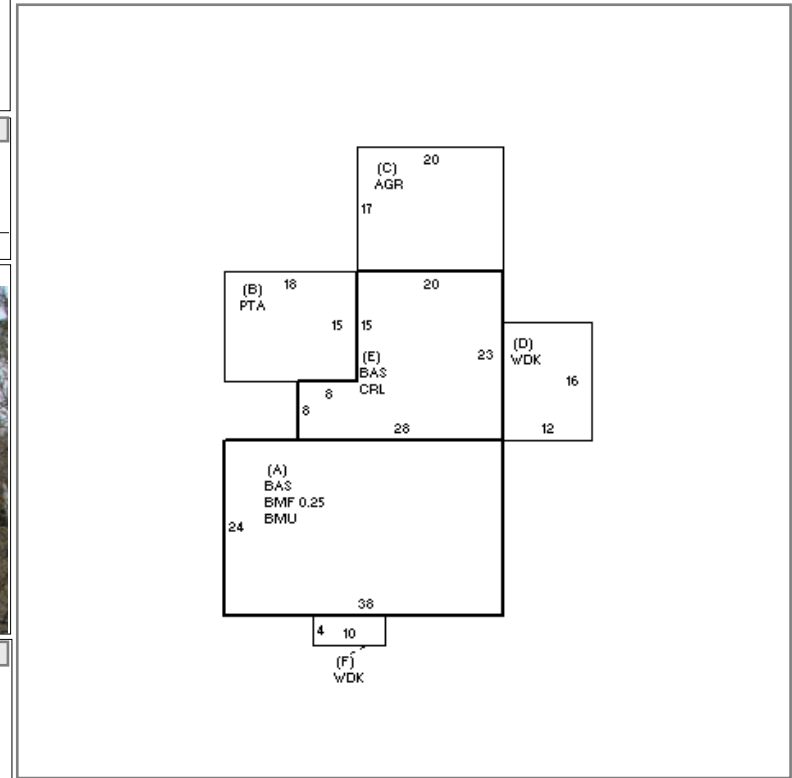 (C)
AGR
20
17
(B)
PTA
18
15
20
15
(E)
BAS
CRL
23
8
8
28
(D)
WDK
16
12
(A)
BAS
BMF 0.25
BMU
24
38
4
10
(F)
WDK